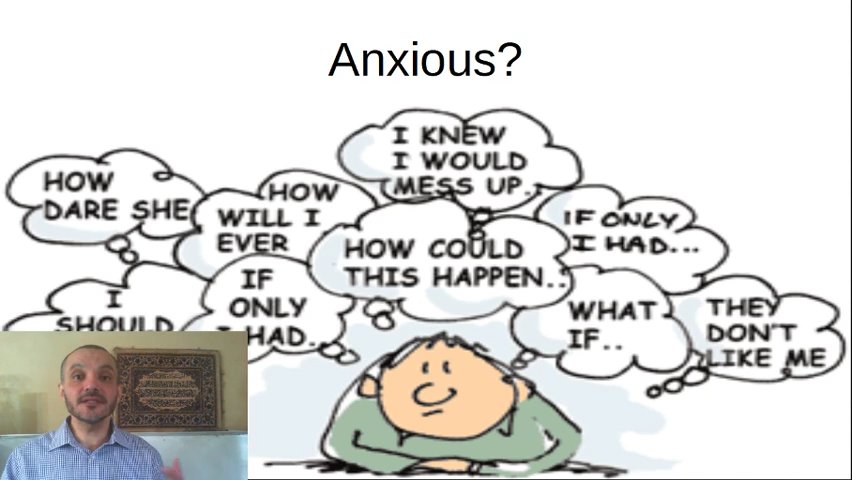 Anxious?
I KNEW
I WOULD
MESS UP..
HOW
DARE SHE
HOW
WILL I
EVER
HOW COULD
THIS HAPPEN..
IF ONLY
I HAD...
I
SHOULD
IF
ONLY
I HAD..
WHAT
IF..
THEY
DON'T
LIKE ME